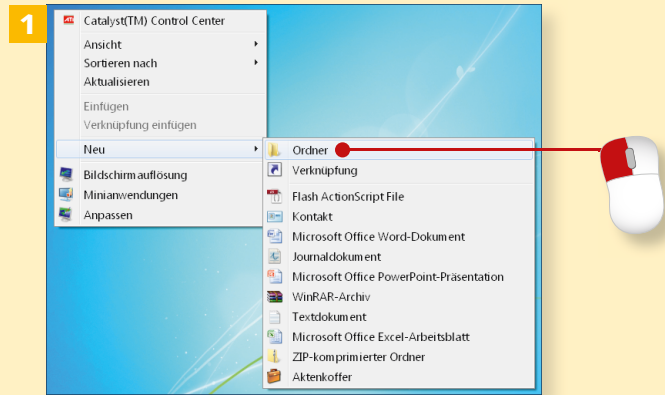 1
ATI Catalyst(TM) Control Center
Ansicht
Sortieren nach
Aktualisieren
Einfügen
Verknüpfung einfügen
Neu
Bildschirmauflösung
Minianwendungen
Anpassen
Ordner
Verknüpfung
Flash ActionScript File
Kontakt
Microsoft Office Word-Dokument
Journaldokument
Microsoft Office PowerPoint-Präsentation
WinRAR-Archiv
Textdokument
Microsoft Office Excel-Arbeitsblatt
ZIP-komprimierter Ordner
Aktenkoffer